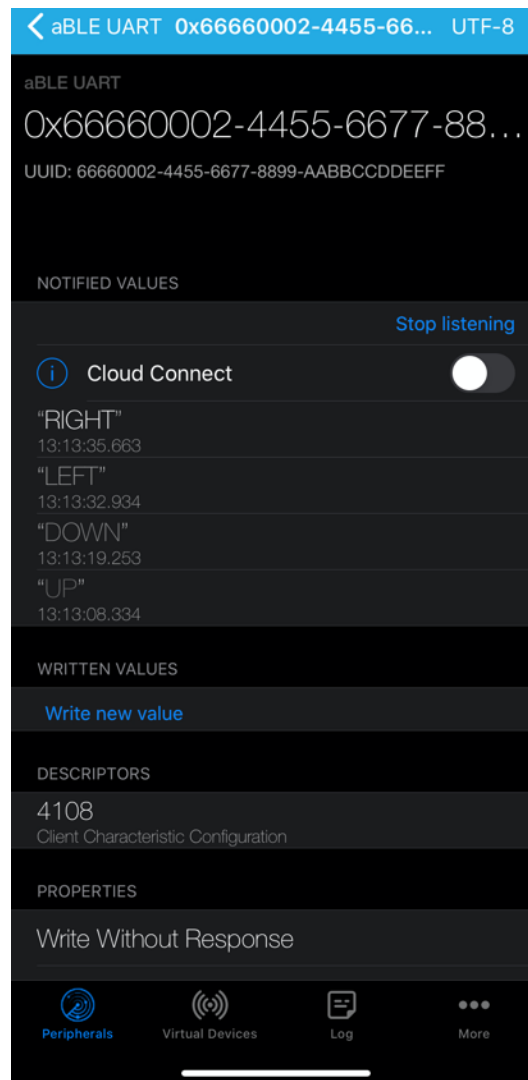 aBLE UART 0x66660002-4455-66... UTF-8
aBLE UART
0x66660002-4455-6677-88...
UUID: 66660002-4455-6677-8899-AABBCCDDEEFF
NOTIFIED VALUES
Stop listening
i Cloud Connect
“RIGHT”
13:13:35.663
“LEFT”
13:13:32.934
“DOWN”
13:13:19.253
“UP”
13:13:08.334
WRITTEN VALUES
Write new value
DESCRIPTORS
4108
Client Characteristic Configuration
PROPERTIES
Write Without Response
Peripherals Virtual Devices Log More